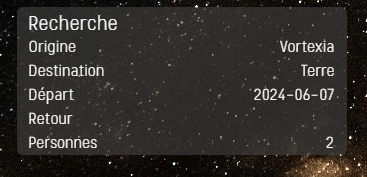 Recherche
Origine Vortexia
Destination Terre
Départ 2024-06-07
Retour
Personnes 2